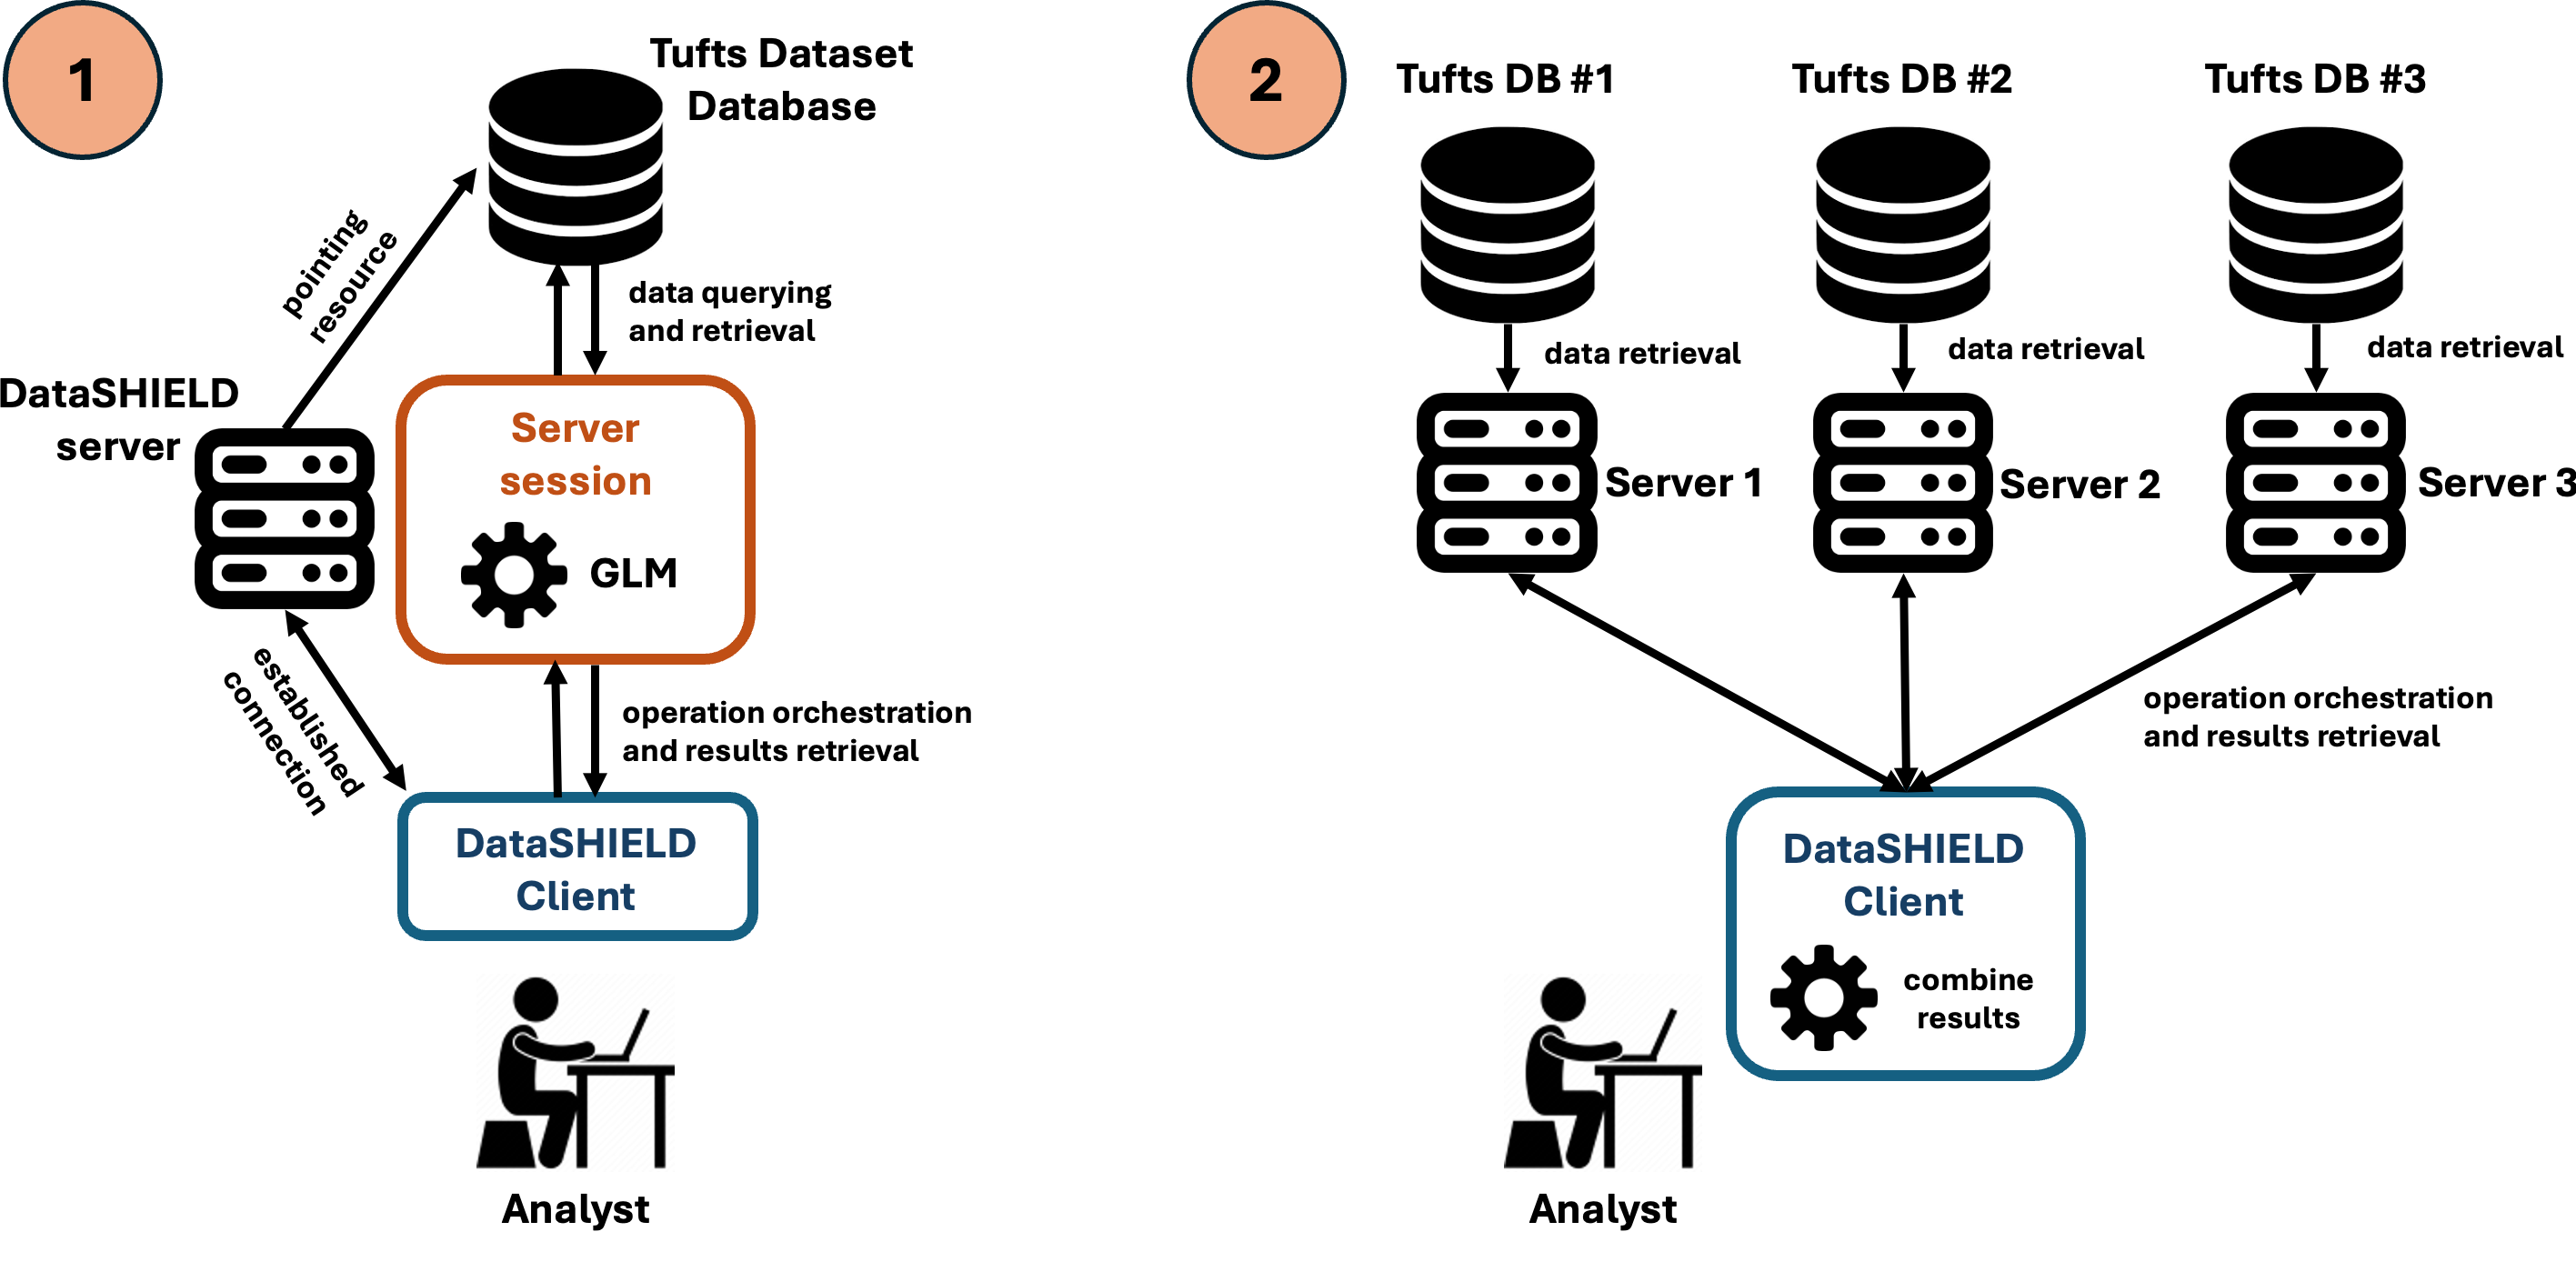 1
Tufts Dataset
Database
pointing
resource
data querying
and retrieval
DataSHIELD
server
Server
session
GLM
established
connection
operation orchestration
and results retrieval
DataSHIELD
Client
Analyst
2
Tufts DB #1
Tufts DB #2
Tufts DB #3
data retrieval
data retrieval
data retrieval
Server 1
Server 2
Server 3
operation orchestration
and results retrieval
DataSHIELD
Client
combine
results
Analyst